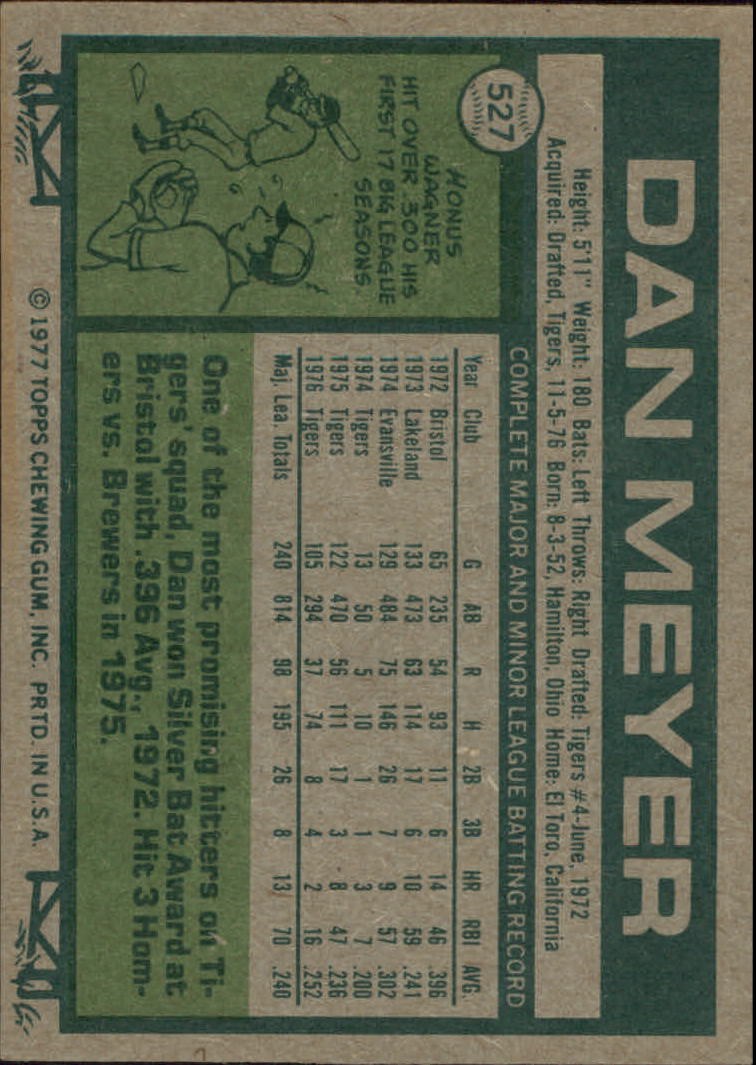 DAN MEYER
Height: 5'11" Weight: 180 Bats: Left Throws: Right Drafted: Tigers #4-June, 1972
Acquired: Drafted, Tigers, 11-5-76 Born: 8-3-52, Hamilton, Ohio Home: El Toro, California
527
HONUS
WAGNER
HIT OVER .300 HIS
FIRST 17 BIG LEAGUE
SEASONS.
COMPLETE MAJOR AND MINOR LEAGUE BATTING RECORD
Year Club G AB R H 2B 3B HR RBI AVG.
1972 Bristol 65 235 54 93 11 6 14 46 .396
1973 Lakeland 133 473 63 114 17 6 10 59 .241
1974 Evansville 129 484 75 146 26 7 9 57 .302
1974 Tigers 13 50 5 10 1 1 3 7 .200
1975 Tigers 122 470 56 111 17 3 8 47 .236
1976 Tigers 105 294 37 74 8 4 2 16 .252
Maj. Lea. Totals 240 814 98 195 26 8 13 70 .240
One of the most promising hitters on Ti-
gers' squad, Dan won Silver Bat Award at
Bristol with .396 Avg., 1972. Hit 3 Hom-
ers vs. Brewers in 1975.
© 1977 TOPPS CHEWING GUM, INC. PRTD. IN U.S.A.